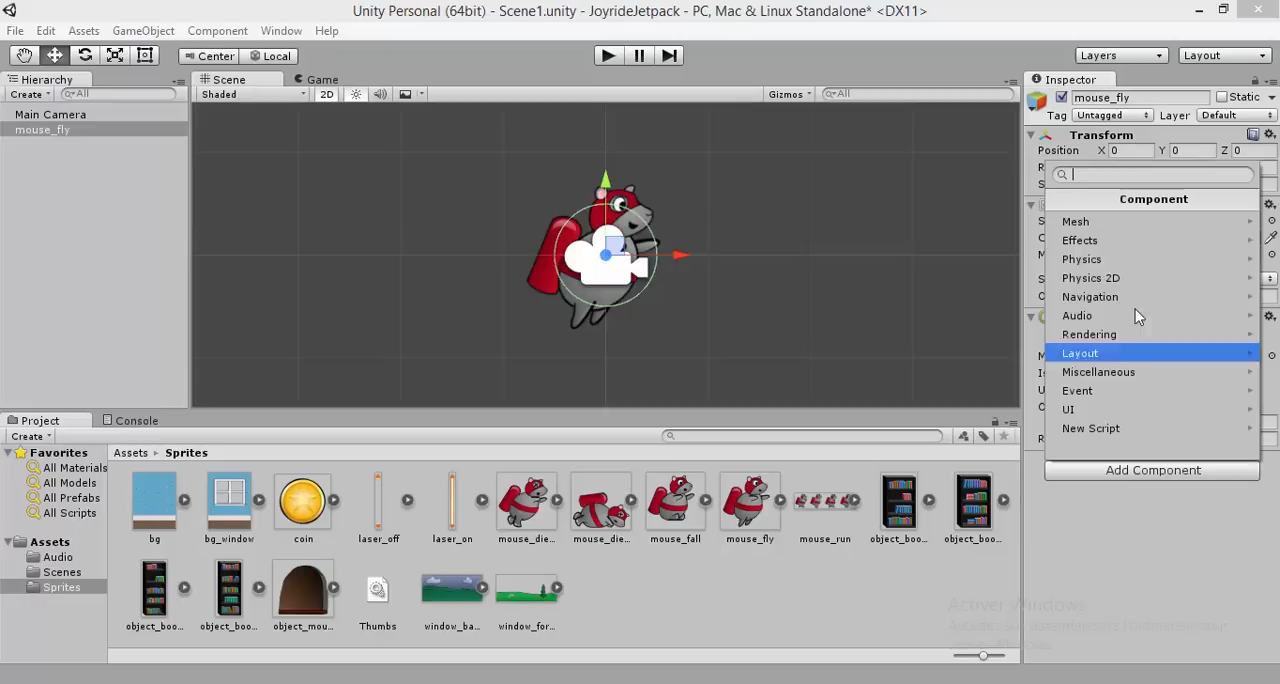 Unity Personal (64bit) - Scene1.unity - JoyrideJetpack - PC, Mac & Linux Standalone* <DX11>
File Edit Assets GameObject Component Window Help
Center Local Layers Layout
Hierarchy
Create All
Main Camera
mouse_fly
Scene Game
Shaded 2D Gizmos All
Inspector
mouse_fly Static
Tag Untagged Layer Default
Transform
Position X 0 Y 0 Z 0
Component
Mesh
Effects
Physics
Physics 2D
Navigation
Audio
Rendering
Layout
Miscellaneous
Event
UI
New Script
Add Component
Project Console
Create
Favorites
All Materials
All Models
All Prefabs
All Scripts
Assets
Audio
Scenes
Sprites
Assets Sprites
bg bg_window coin laser_off laser_on mouse_die... mouse_die... mouse_fall mouse_fly mouse_run object_boo... object_boo...
object_boo... object_boo... object_mou... Thumbs window_ba... window_for...
Activer Windows